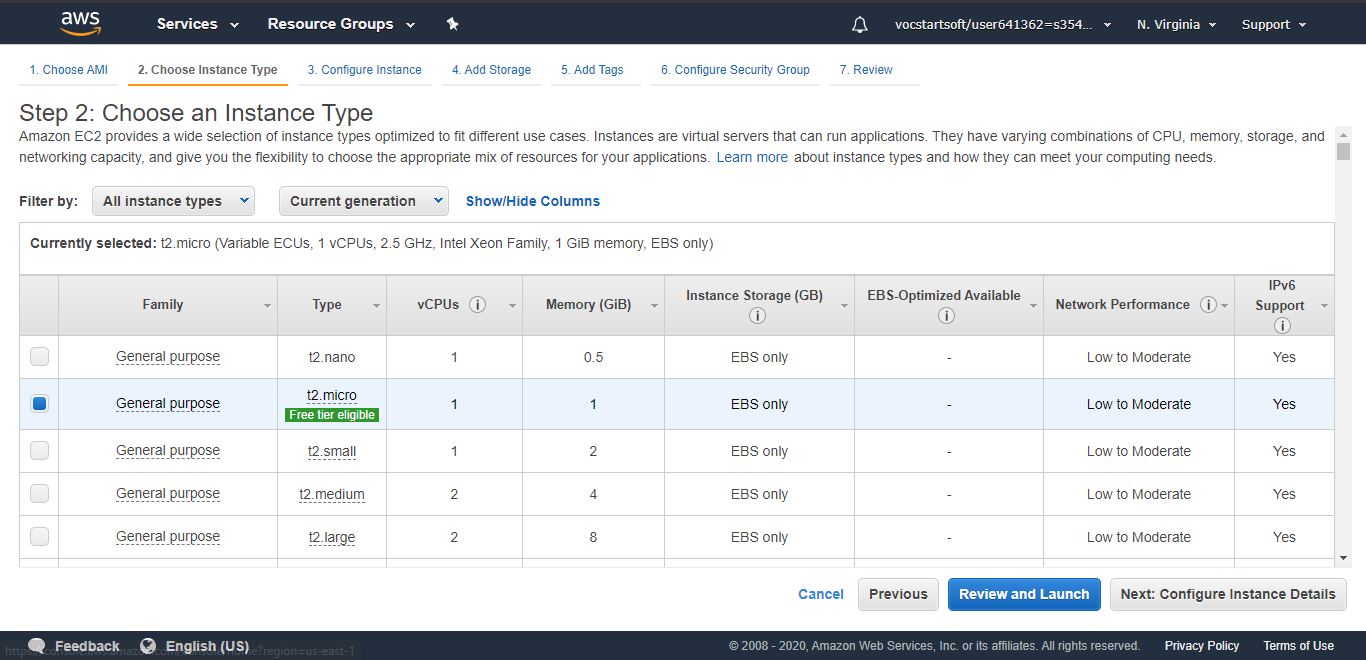 aws Services Resource Groups vocstartsoft/user641362=s354... N. Virginia Support
1. Choose AMI 2. Choose Instance Type 3. Configure Instance 4. Add Storage 5. Add Tags 6. Configure Security Group 7. Review
Step 2: Choose an Instance Type
Amazon EC2 provides a wide selection of instance types optimized to fit different use cases. Instances are virtual servers that can run applications. They have varying combinations of CPU, memory, storage, and
networking capacity, and give you the flexibility to choose the appropriate mix of resources for your applications. Learn more about instance types and how they can meet your computing needs.
Filter by: All instance types Current generation Show/Hide Columns
Currently selected: t2.micro (Variable ECUs, 1 vCPUs, 2.5 GHz, Intel Xeon Family, 1 GiB memory, EBS only)
Family Type vCPUs Memory (GiB) Instance Storage (GB) EBS-Optimized Available Network Performance IPv6 Support
General purpose t2.nano 1 0.5 EBS only - Low to Moderate Yes
General purpose t2.micro Free tier eligible 1 1 EBS only - Low to Moderate Yes
General purpose t2.small 1 2 EBS only - Low to Moderate Yes
General purpose t2.medium 2 4 EBS only - Low to Moderate Yes
General purpose t2.large 2 8 EBS only - Low to Moderate Yes
Cancel Previous Review and Launch Next: Configure Instance Details
Feedback English (US) © 2008 - 2020, Amazon Web Services, Inc. or its affiliates. All rights reserved. Privacy Policy Terms of Use